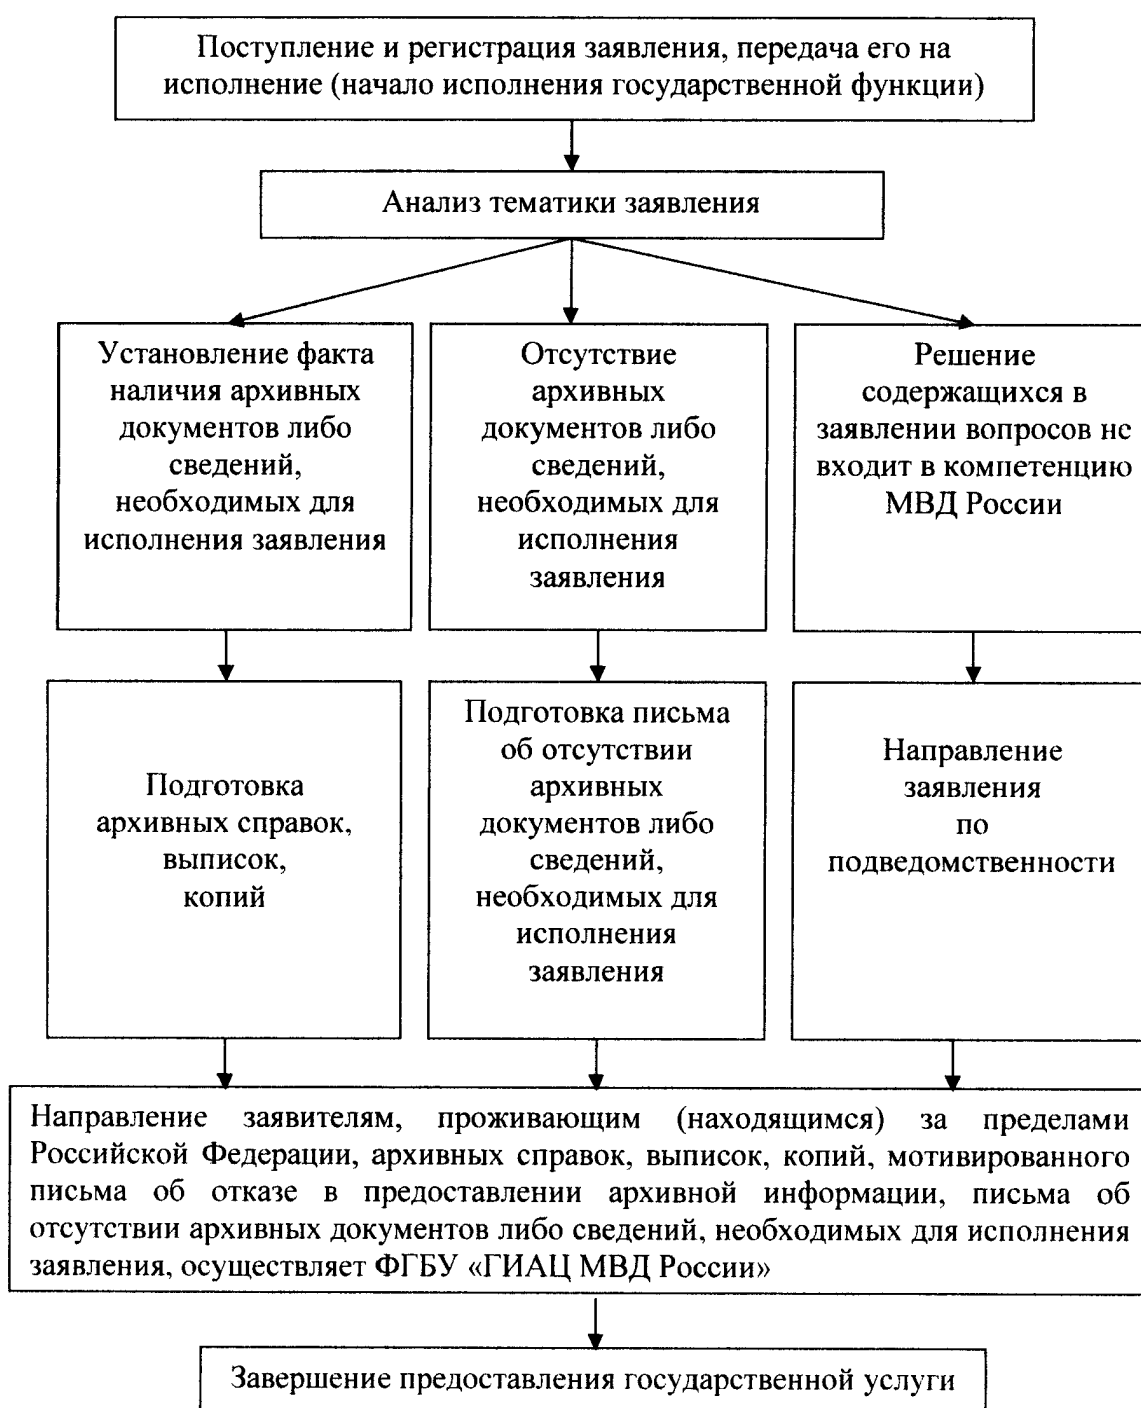 Поступление и регистрация заявления, передача его на
исполнение (начало исполнения государственной функции)
Анализ тематики заявления
Установление факта
наличия архивных
документов либо
сведений,
необходимых для
исполнения заявления
Отсутствие
архивных
документов либо
сведений,
необходимых для
исполнения
заявления
Решение
содержащихся в
заявлении вопросов не
входит в компетенцию
МВД России
Подготовка
архивных справок,
выписок,
копий
Подготовка письма
об отсутствии
архивных
документов либо
сведений,
необходимых для
исполнения
заявления
Направление
заявления
по
подведомственности
Направление заявителям, проживающим (находящимся) за пределами
Российской Федерации, архивных справок, выписок, копий, мотивированного
письма об отказе в предоставлении архивной информации, письма об
отсутствии архивных документов либо сведений, необходимых для исполнения
заявления, осуществляет ФГБУ «ГИАЦ МВД России»
Завершение предоставления государственной услуги